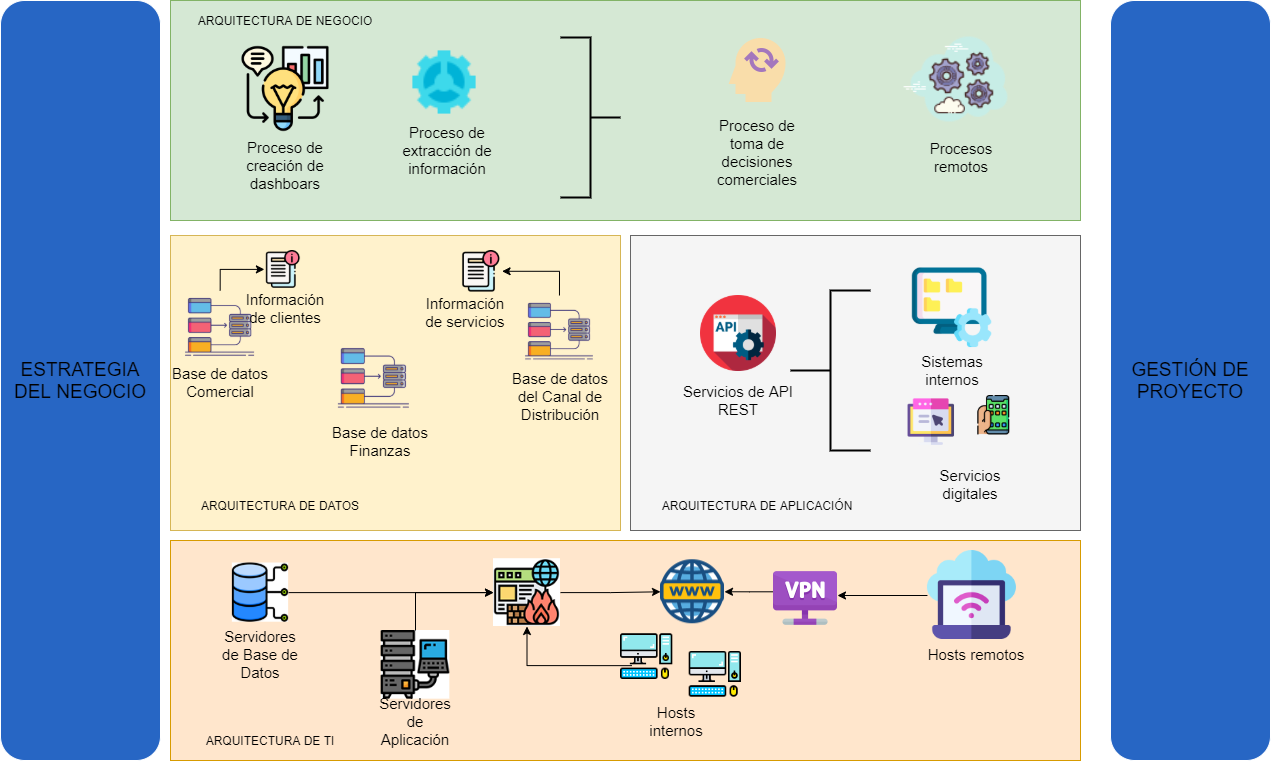 ARQUITECTURA DE NEGOCIO
Proceso de
creación de
dashboars
Proceso de
extracción de
información
Proceso de
toma de
decisiones
comerciales
Procesos
remotos
ESTRATEGIA
DEL NEGOCIO
GESTIÓN DE
PROYECTO
Información
de clientes
Base de datos
Comercial
Base de datos
Finanzas
Información
de servicios
Base de datos
del Canal de
Distribución
ARQUITECTURA DE DATOS
API
Servicios de API
REST
Sistemas
internos
Servicios
digitales
ARQUITECTURA DE APLICACIÓN
Servidores
de Base de
Datos
Servidores
de
Aplicación
WWW
VPN
Hosts
internos
Hosts remotos
ARQUITECTURA DE TI